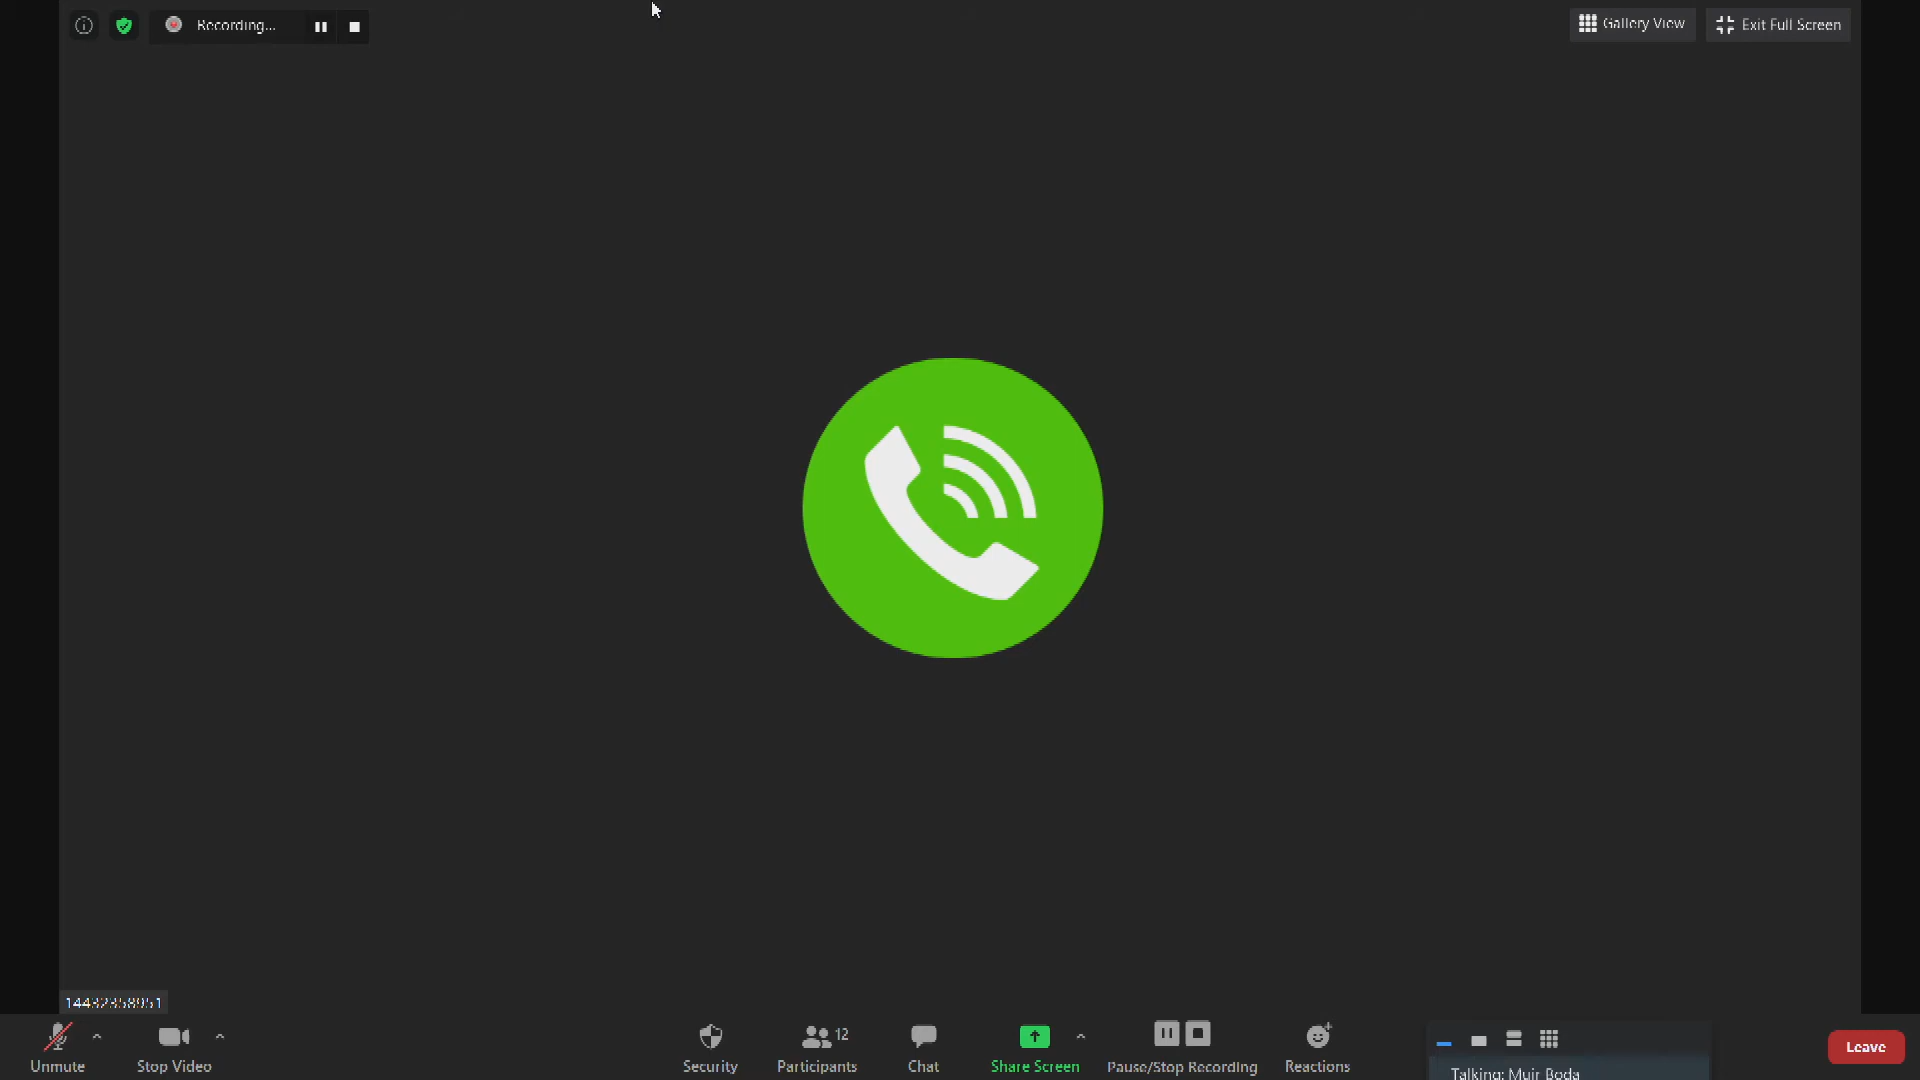 Recording...
Gallery View
Exit Full Screen
14432358951
Unmute
Stop Video
Security
Participants
12
Chat
Share Screen
Pause/Stop Recording
Reactions
Talking: Muir Boda
Leave